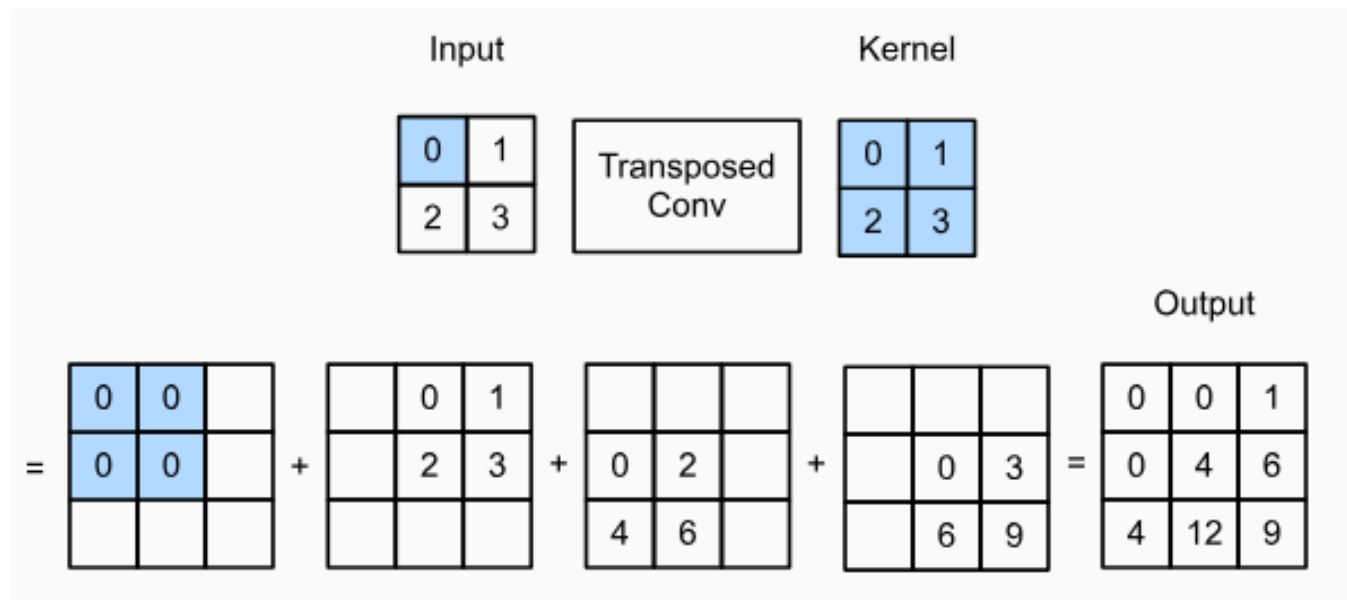 Input Kernel
0 1 Transposed 0 1
2 3 Conv 2 3
Output
0 0 0 1 0 0 1
= 0 0 + 2 3 + 0 2 + 0 3 = 0 4 6
4 6 6 9 4 12 9